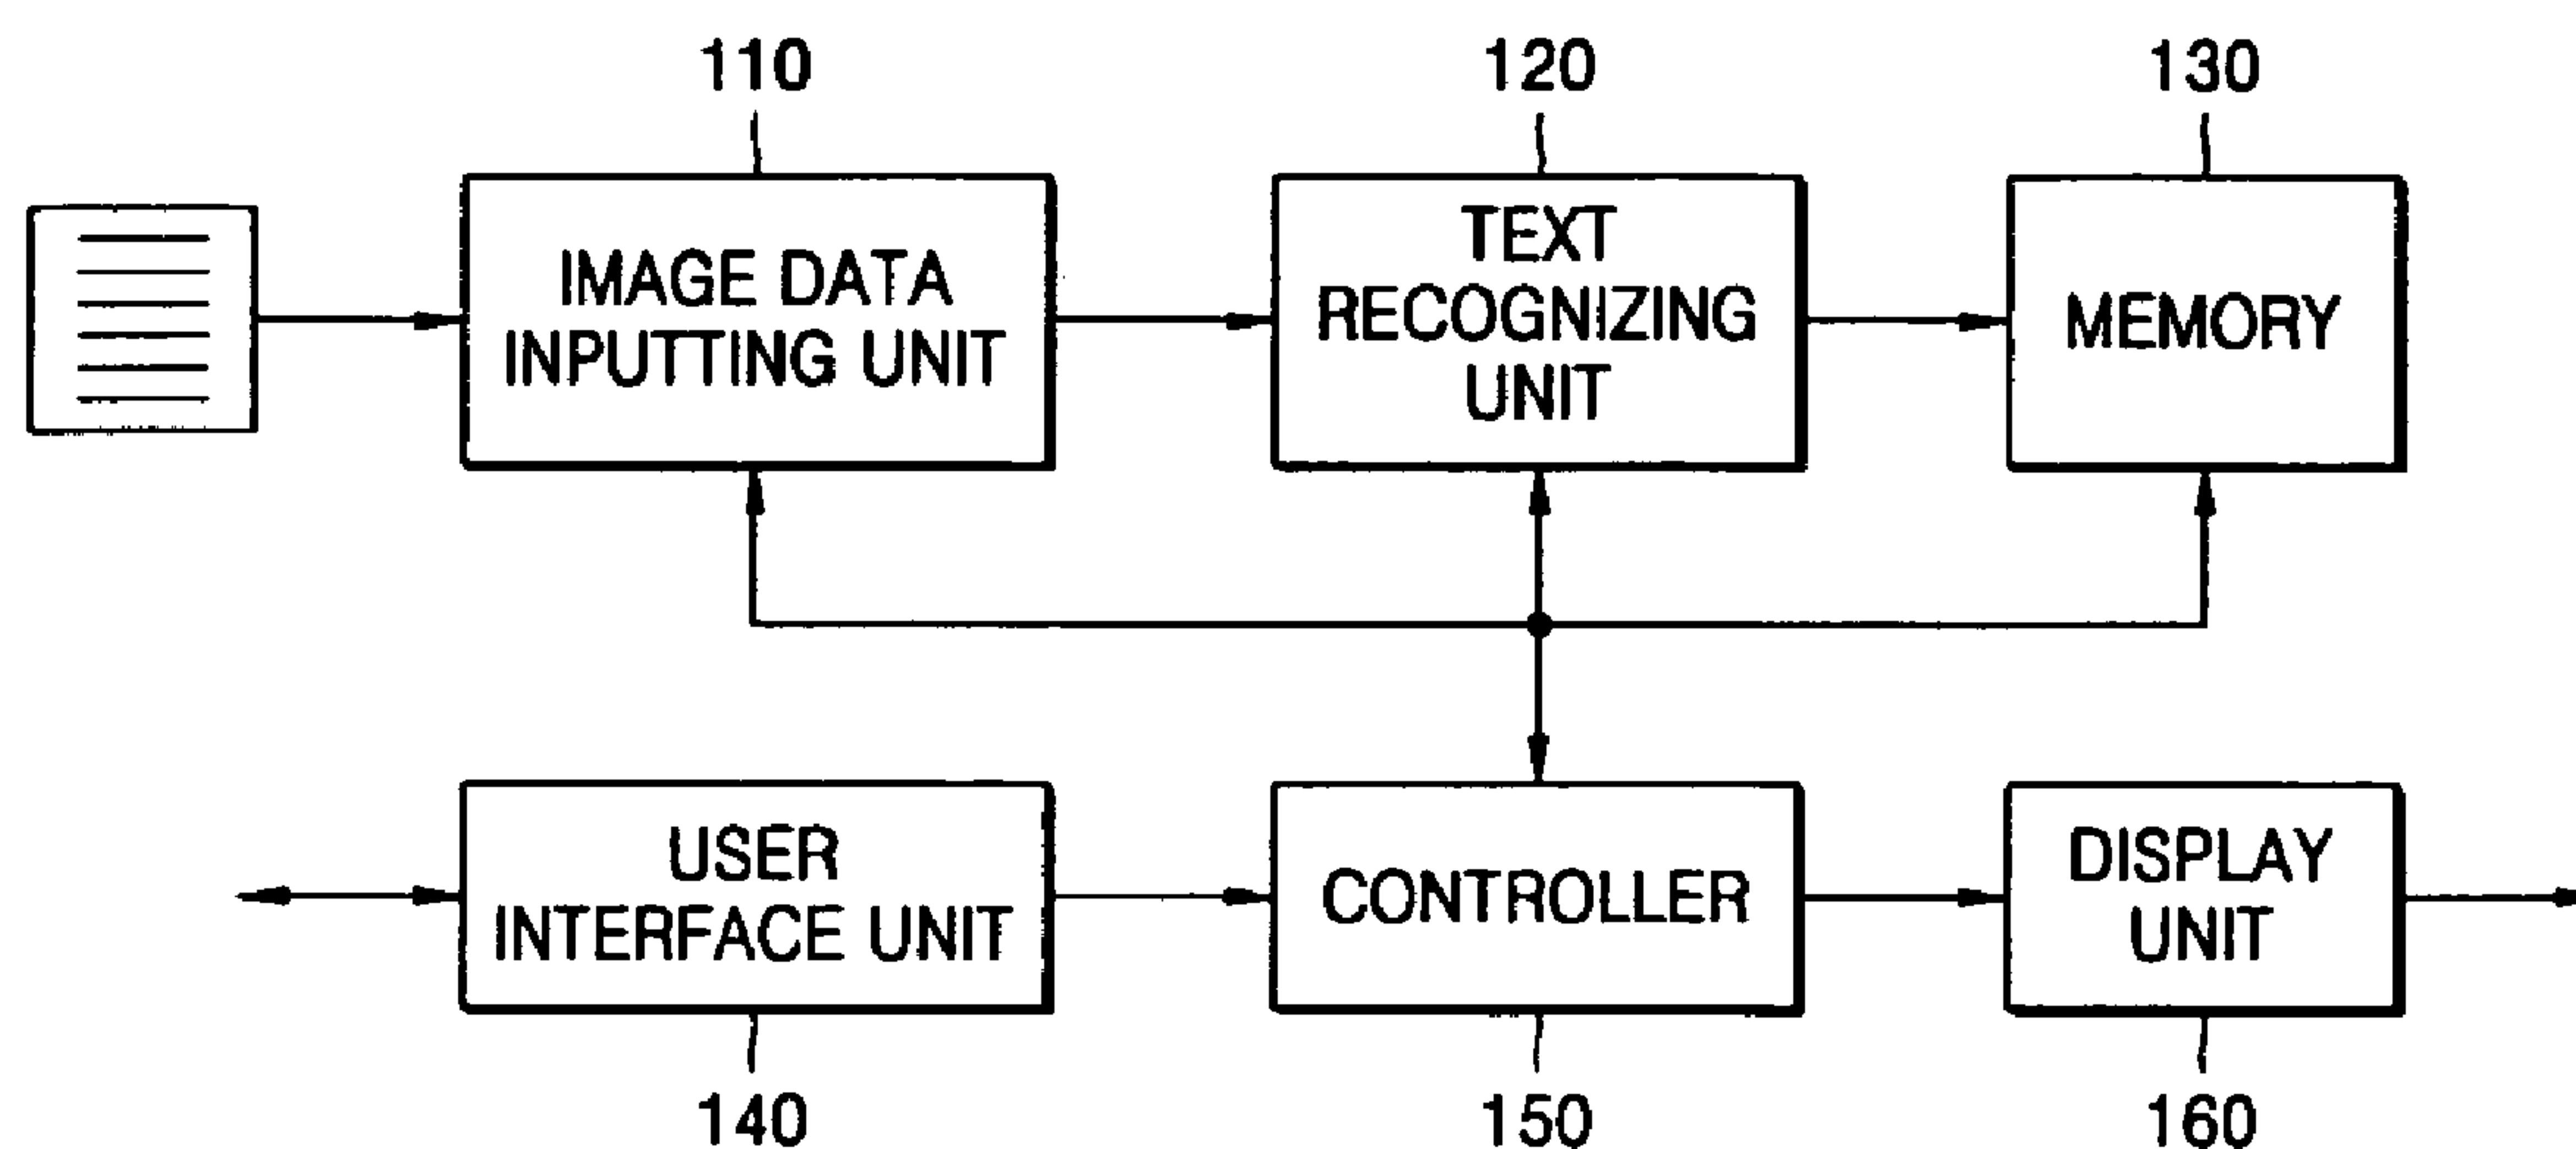 110
120
130
IMAGE DATA
INPUTTING UNIT
TEXT
RECOGNIZING
UNIT
MEMORY
USER
INTERFACE UNIT
CONTROLLER
DISPLAY
UNIT
140
150
160